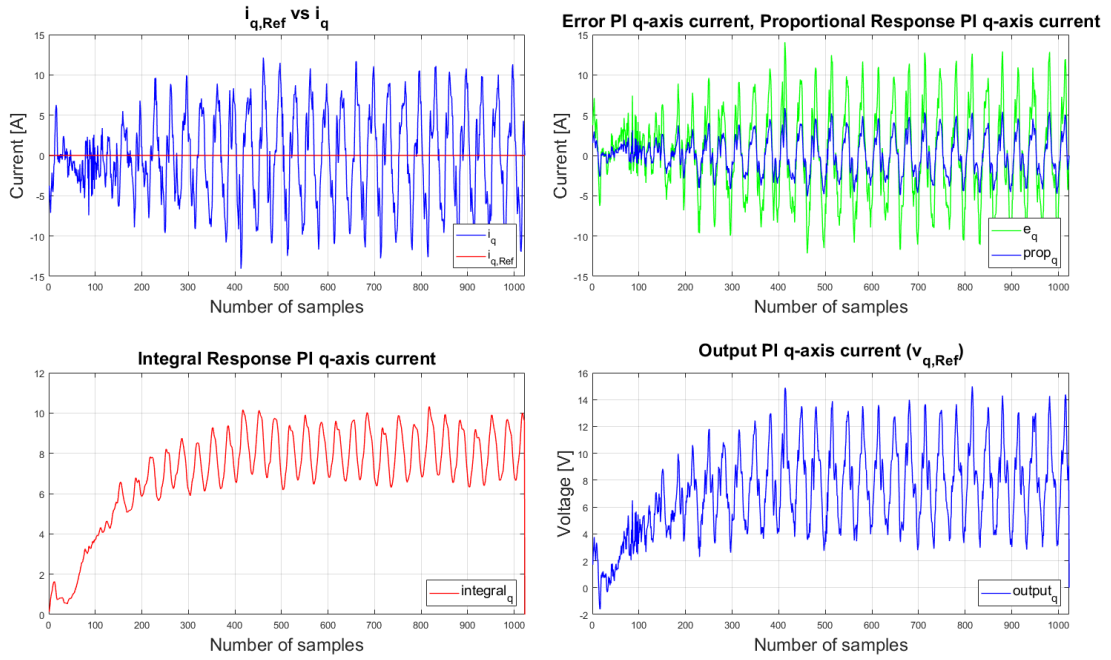 i_q,Ref vs i_q
Current [A]
15
10
5
0
-5
-10
-15
0 100 200 300 400 500 600 700 800 900 1000
Number of samples
i_q
i_q,Ref
Error PI q-axis current, Proportional Response PI q-axis current
Current [A]
15
10
5
0
-5
-10
-15
0 100 200 300 400 500 600 700 800 900 1000
Number of samples
e_q
prop_q
Integral Response PI q-axis current
12
10
8
6
4
2
0
0 100 200 300 400 500 600 700 800 900 1000
Number of samples
integral_q
Output PI q-axis current (v_q,Ref)
Voltage [V]
16
14
12
10
8
6
4
2
0
-2
0 100 200 300 400 500 600 700 800 900 1000
Number of samples
output_q